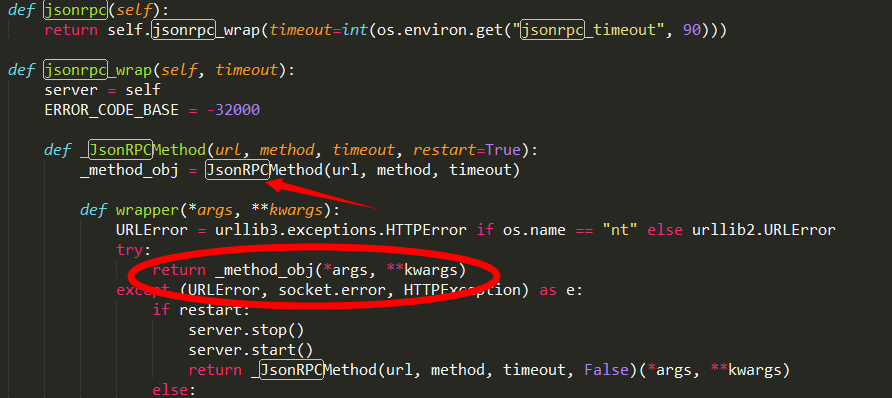 def jsonrpc(self):
    return self.jsonrpc_wrap(timeout=int(os.environ.get("jsonrpc_timeout", 90)))
def jsonrpc_wrap(self, timeout):
    server = self
    ERROR_CODE_BASE = -32000
    def _JsonRPCMethod(url, method, timeout, restart=True):
        _method_obj = JsonRPCMethod(url, method, timeout)
        def wrapper(*args, **kwargs):
            URLError = urllib3.exceptions.HTTPError if os.name == "nt" else urllib2.URLError
            try:
                return _method_obj(*args, **kwargs)
            except (URLError, socket.error, HTTPException) as e:
                if restart:
                    server.stop()
                    server.start()
                    return _JsonRPCMethod(url, method, timeout, False)(*args, **kwargs)
                else: